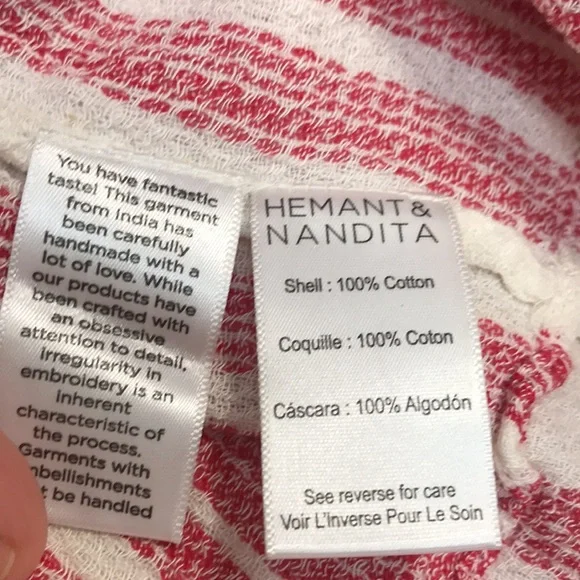 You have fantastic
taste! This garment
from India has
been carefully
handmade with a
lot of love. While
our products have
been crafted with
an obsessive
attention to detail,
irregularity in
embroidery is an
inherent
characteristic of
the process.
Garments with
be handled
HEMANT &
NANDITA
Shell : 100% Cotton
Coquille : 100% Coton
Cáscara : 100% Algodón
See reverse for care
Voir L'Inverse Pour Le Soin